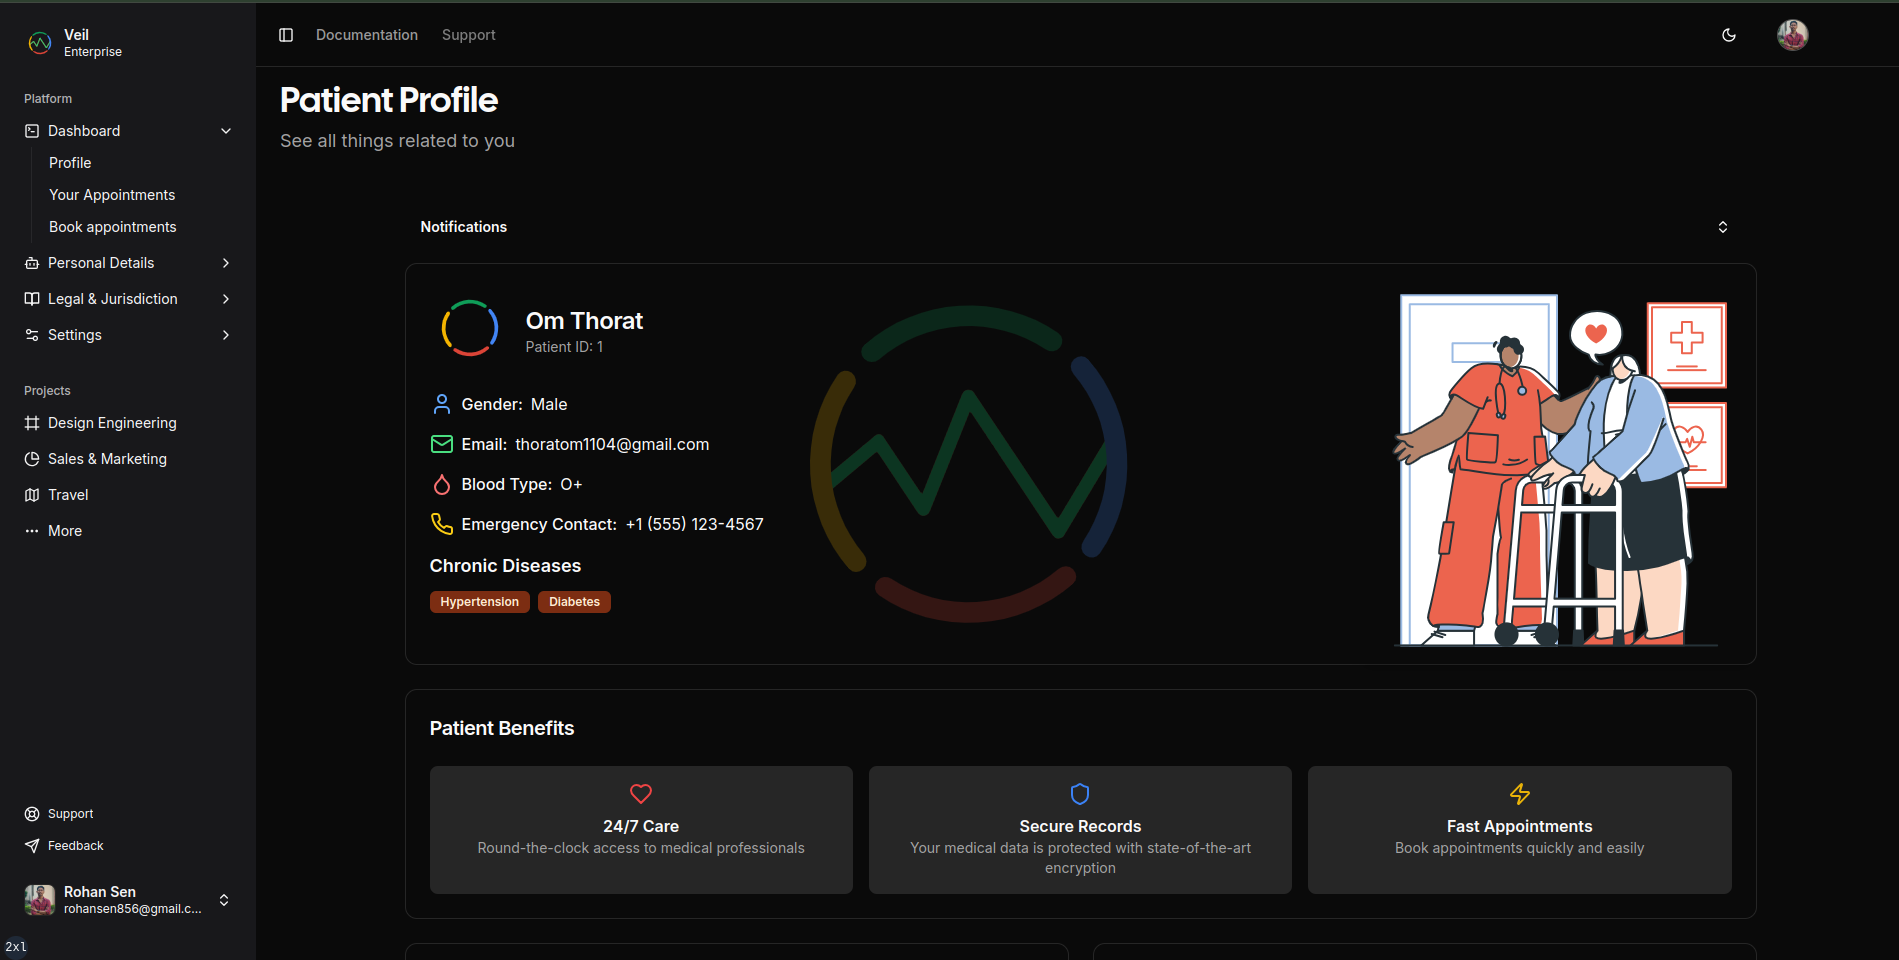 Veil
Enterprise
Platform
Dashboard
Profile
Your Appointments
Book appointments
Personal Details
Legal & Jurisdiction
Settings
Projects
Design Engineering
Sales & Marketing
Travel
More
Support
Feedback
Rohan Sen
rohansen856@gmail.c...
2xl
Documentation
Support
Patient Profile
See all things related to you
Notifications
Om Thorat
Patient ID: 1
Gender: Male
Email: thoratom1104@gmail.com
Blood Type: O+
Emergency Contact: +1 (555) 123-4567
Chronic Diseases
Hypertension
Diabetes
Patient Benefits
24/7 Care
Round-the-clock access to medical professionals
Secure Records
Your medical data is protected with state-of-the-art
encryption
Fast Appointments
Book appointments quickly and easily